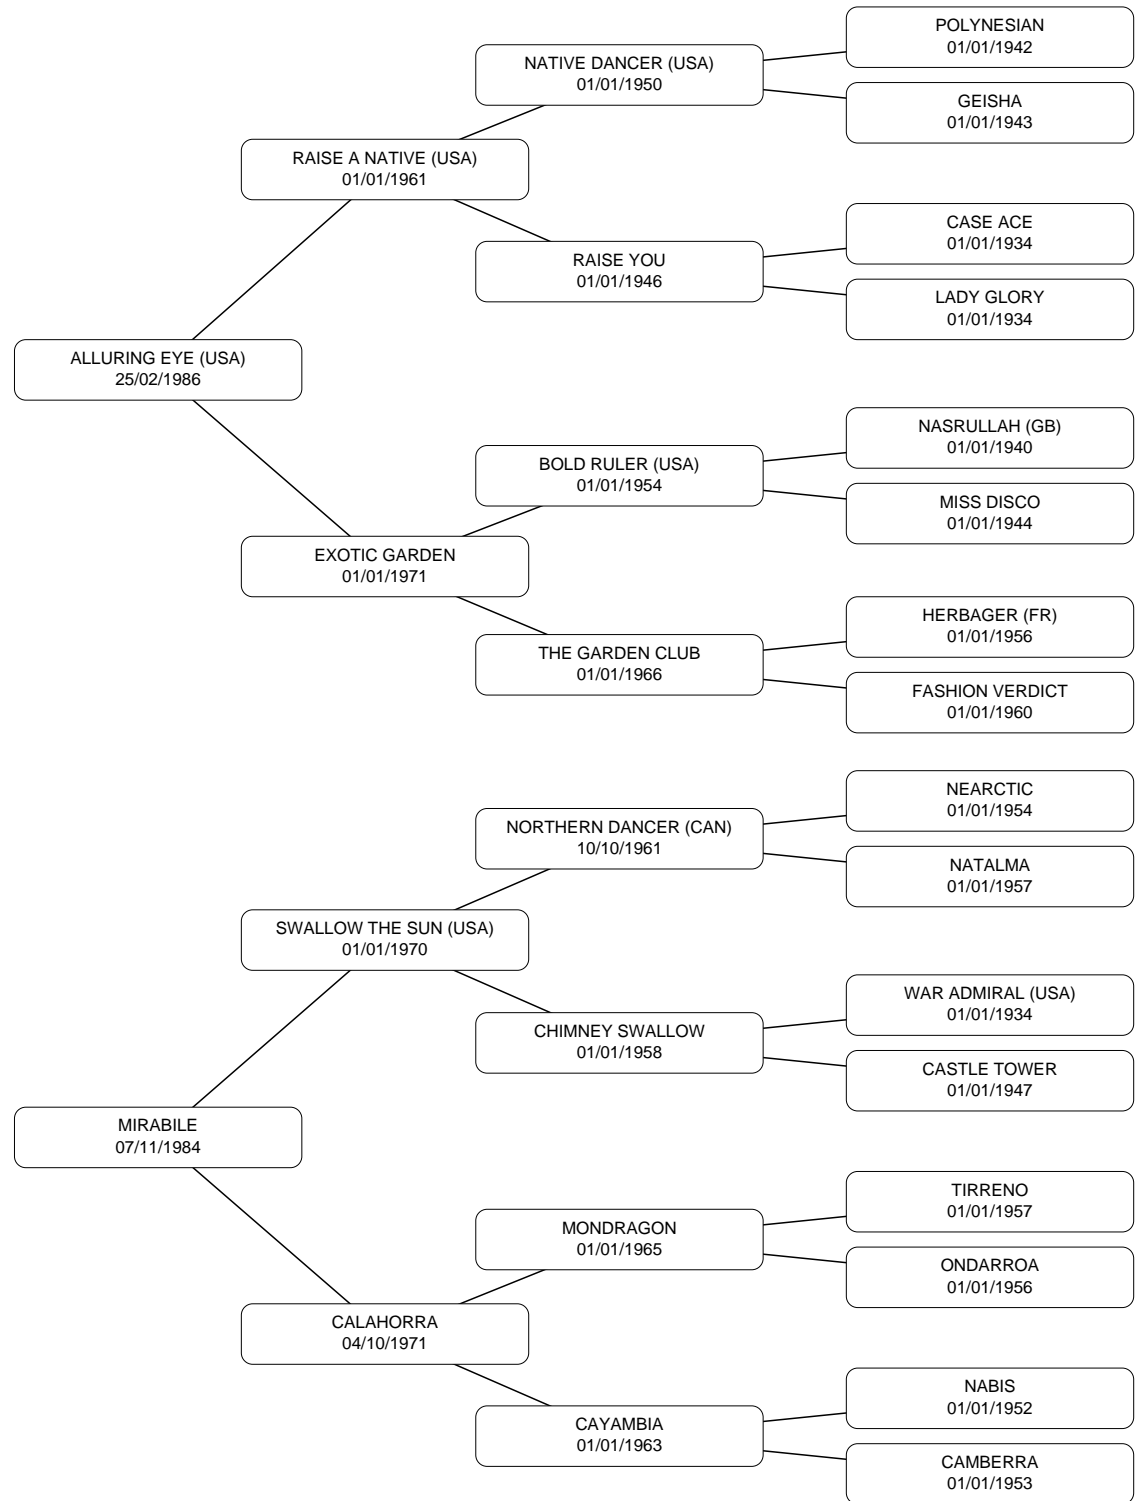 POLYNESIAN
01/01/1942
NATIVE DANCER (USA)
01/01/1950
GEISHA
01/01/1943
RAISE A NATIVE (USA)
01/01/1961
CASE ACE
01/01/1934
RAISE YOU
01/01/1946
LADY GLORY
01/01/1934
ALLURING EYE (USA)
25/02/1986
NASRULLAH (GB)
01/01/1940
BOLD RULER (USA)
01/01/1954
MISS DISCO
01/01/1944
EXOTIC GARDEN
01/01/1971
HERBAGER (FR)
01/01/1956
THE GARDEN CLUB
01/01/1966
FASHION VERDICT
01/01/1960
NEARCTIC
01/01/1954
NORTHERN DANCER (CAN)
10/10/1961
NATALMA
01/01/1957
SWALLOW THE SUN (USA)
01/01/1970
WAR ADMIRAL (USA)
01/01/1934
CHIMNEY SWALLOW
01/01/1958
CASTLE TOWER
01/01/1947
MIRABILE
07/11/1984
TIRRENO
01/01/1957
MONDRAGON
01/01/1965
ONDARROA
01/01/1956
CALAHORRA
04/10/1971
NABIS
01/01/1952
CAYAMBIA
01/01/1963
CAMBERRA
01/01/1953